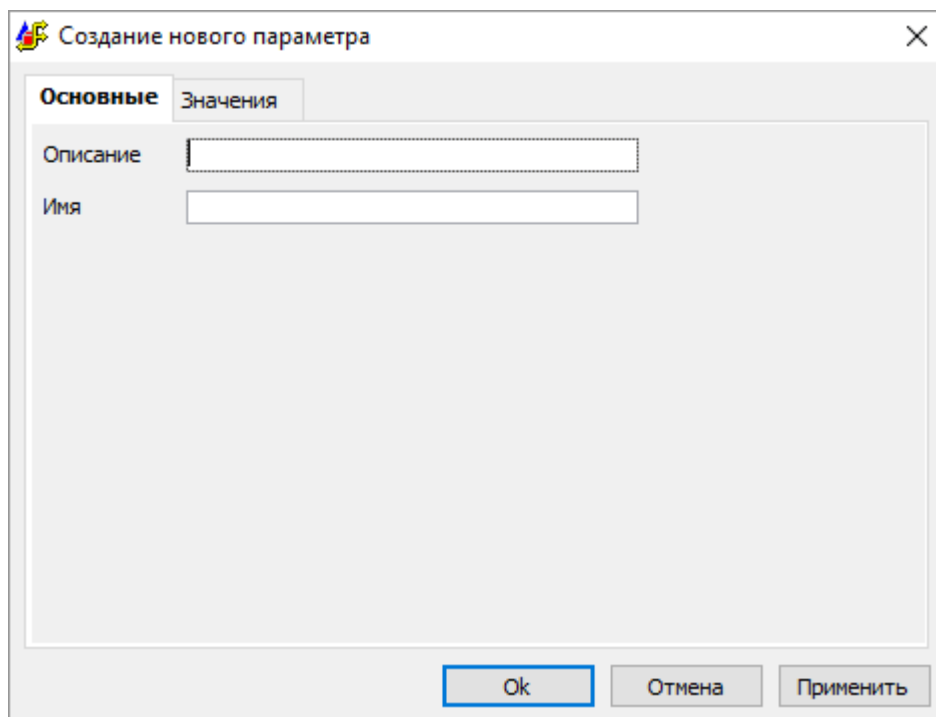 Создание нового параметра
Основные Значения
Описание
Имя
Ok Отмена Применить